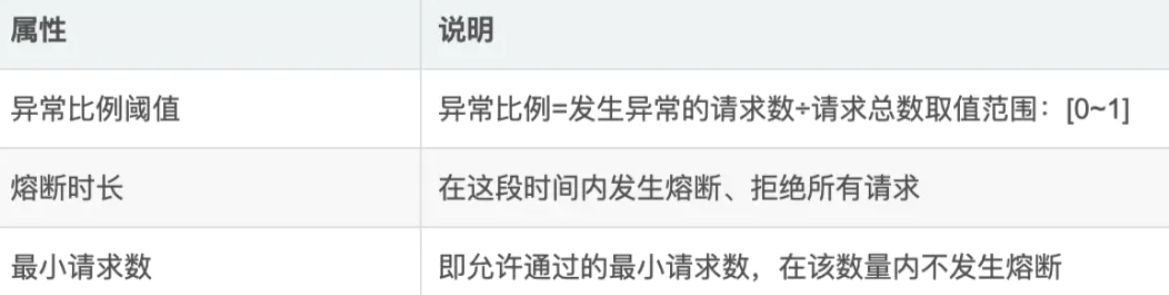 属性 说明
异常比例阈值 异常比例=发生异常的请求数÷请求总数取值范围：[0~1]
熔断时长 在这段时间内发生熔断、拒绝所有请求
最小请求数 即允许通过的最小请求数，在该数量内不发生熔断